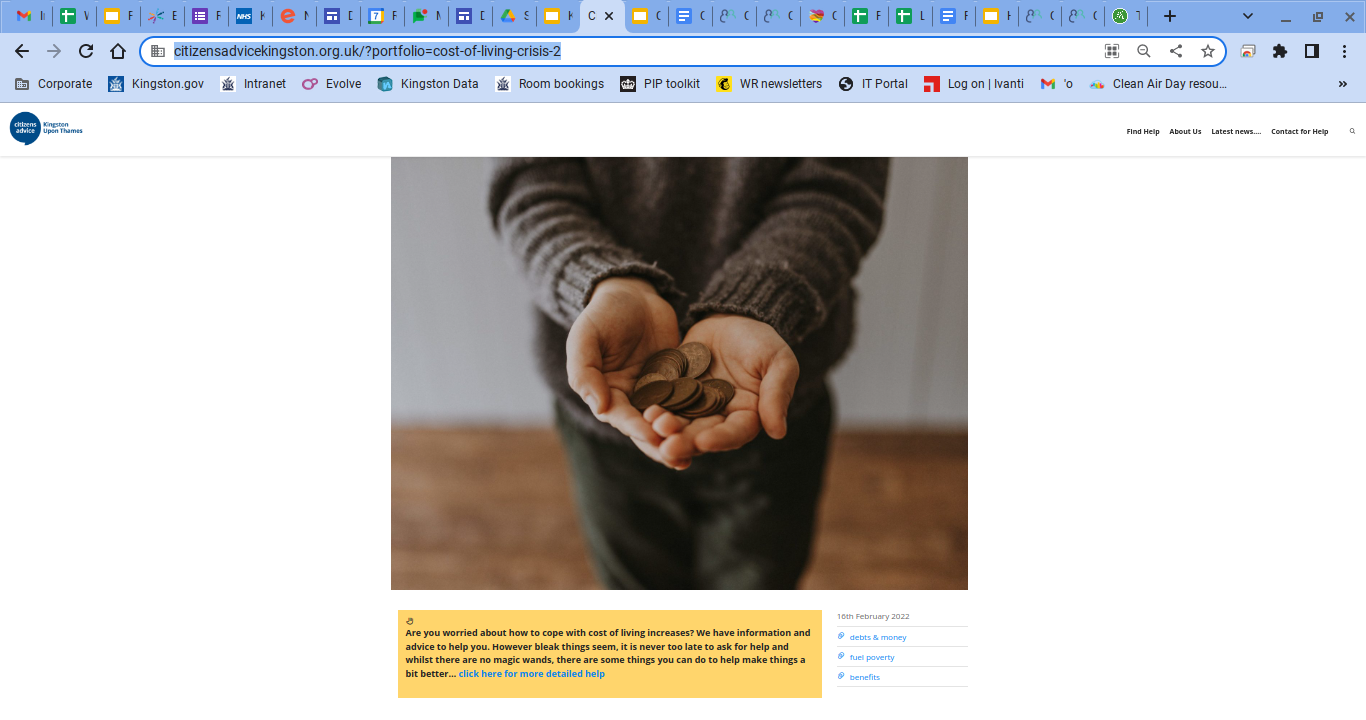 citizensadvicekingston.org.uk/?portfolio=cost-of-living-crisis-2
Corporate Kingston.gov Intranet Evolve Kingston Data Room bookings PIP toolkit WR newsletters IT Portal Log on | Ivanti 'o Clean Air Day resou...
citizens advice
Kingston
Upon Thames
Find Help About Us Latest news.... Contact for Help
Are you worried about how to cope with cost of living increases? We have information and
advice to help you. However bleak things seem, it is never too late to ask for help and
whilst there are no magic wands, there are some things you can do to help make things a
bit better... click here for more detailed help
16th February 2022
debts & money
fuel poverty
benefits